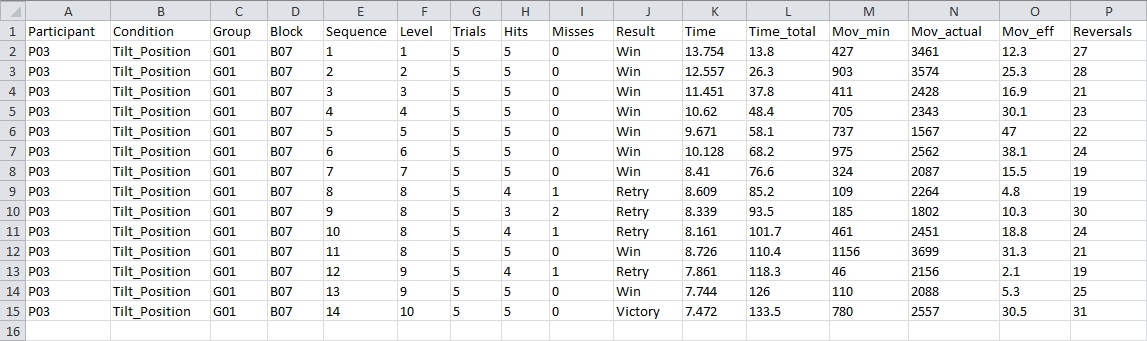 A B C D E F G H I J K L M N O P
1 Participant Condition Group Block Sequence Level Trials Hits Misses Result Time Time_total Mov_min Mov_actual Mov_eff Reversals
2 P03 Tilt_Position G01 B07 1 1 5 5 0 Win 13.754 13.8 427 3461 12.3 27
3 P03 Tilt_Position G01 B07 2 2 5 5 0 Win 12.557 26.3 903 3574 25.3 28
4 P03 Tilt_Position G01 B07 3 3 5 5 0 Win 11.451 37.8 411 2428 16.9 21
5 P03 Tilt_Position G01 B07 4 4 5 5 0 Win 10.62 48.4 705 2343 30.1 23
6 P03 Tilt_Position G01 B07 5 5 5 5 0 Win 9.671 58.1 737 1567 47 22
7 P03 Tilt_Position G01 B07 6 6 5 5 0 Win 10.128 68.2 975 2562 38.1 24
8 P03 Tilt_Position G01 B07 7 7 5 5 0 Win 8.41 76.6 324 2087 15.5 19
9 P03 Tilt_Position G01 B07 8 8 5 4 1 Retry 8.609 85.2 109 2264 4.8 19
10 P03 Tilt_Position G01 B07 9 8 5 3 2 Retry 8.339 93.5 185 1802 10.3 30
11 P03 Tilt_Position G01 B07 10 8 5 4 1 Retry 8.161 101.7 461 2451 18.8 24
12 P03 Tilt_Position G01 B07 11 8 5 5 0 Win 8.726 110.4 1156 3699 31.3 21
13 P03 Tilt_Position G01 B07 12 9 5 4 1 Retry 7.861 118.3 46 2156 2.1 19
14 P03 Tilt_Position G01 B07 13 9 5 5 0 Win 7.744 126 110 2088 5.3 25
15 P03 Tilt_Position G01 B07 14 10 5 5 0 Victory 7.472 133.5 780 2557 30.5 31
16